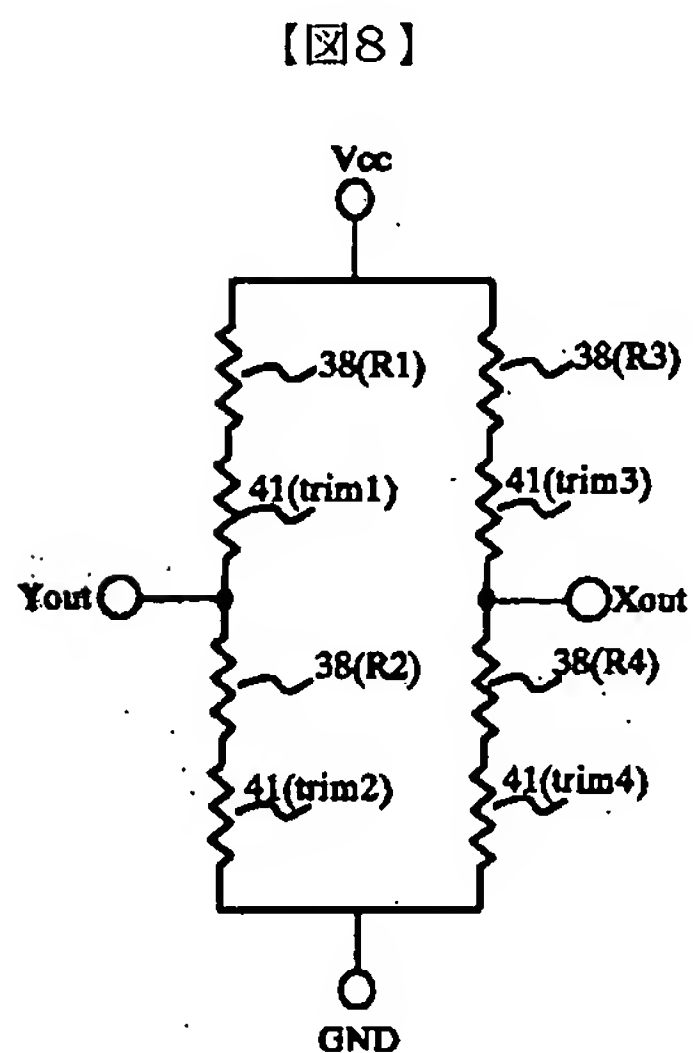 【図8】
Vcc
38(R1)
38(R3)
41(trim1)
41(trim3)
Yout
Xout
38(R2)
38(R4)
41(trim2)
41(trim4)
GND